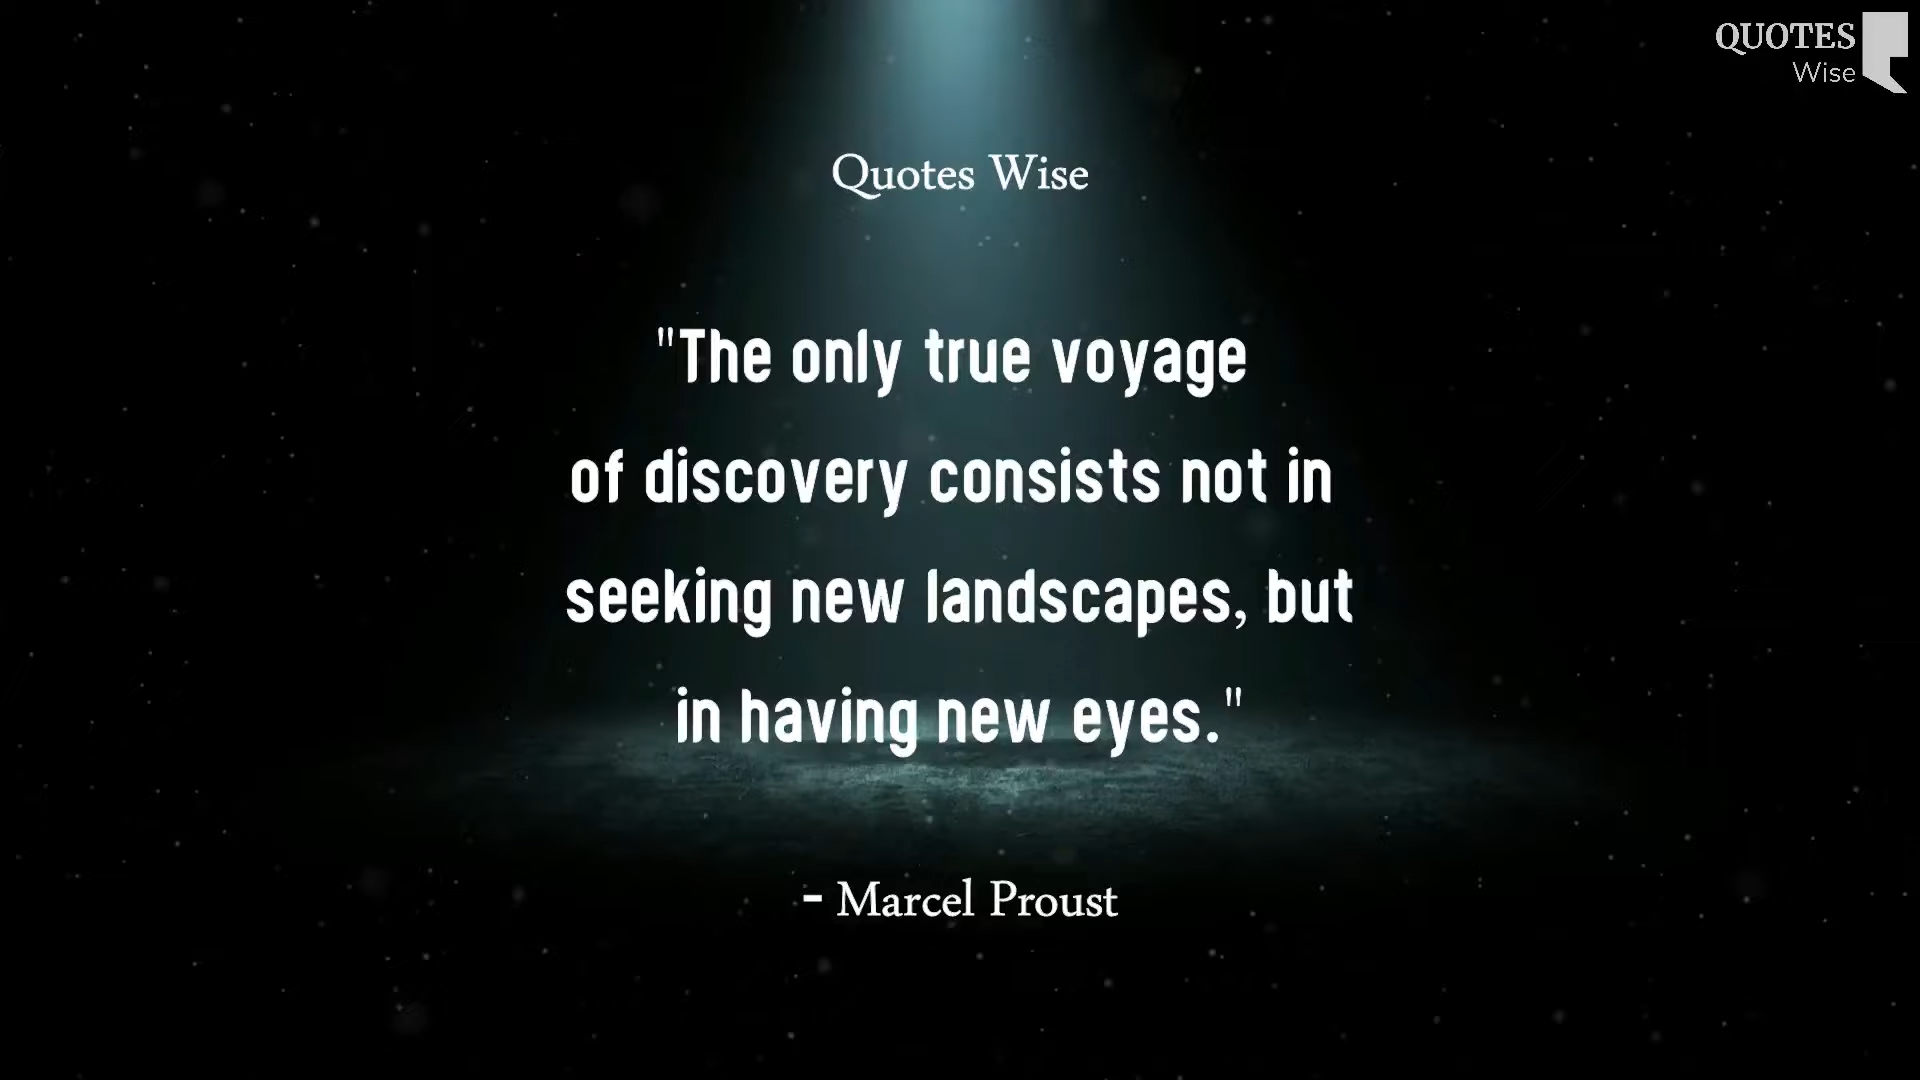 QUOTES
Wise
Quotes Wise
"The only true voyage
of discovery consists not in
seeking new landscapes, but
in having new eyes."
- Marcel Proust